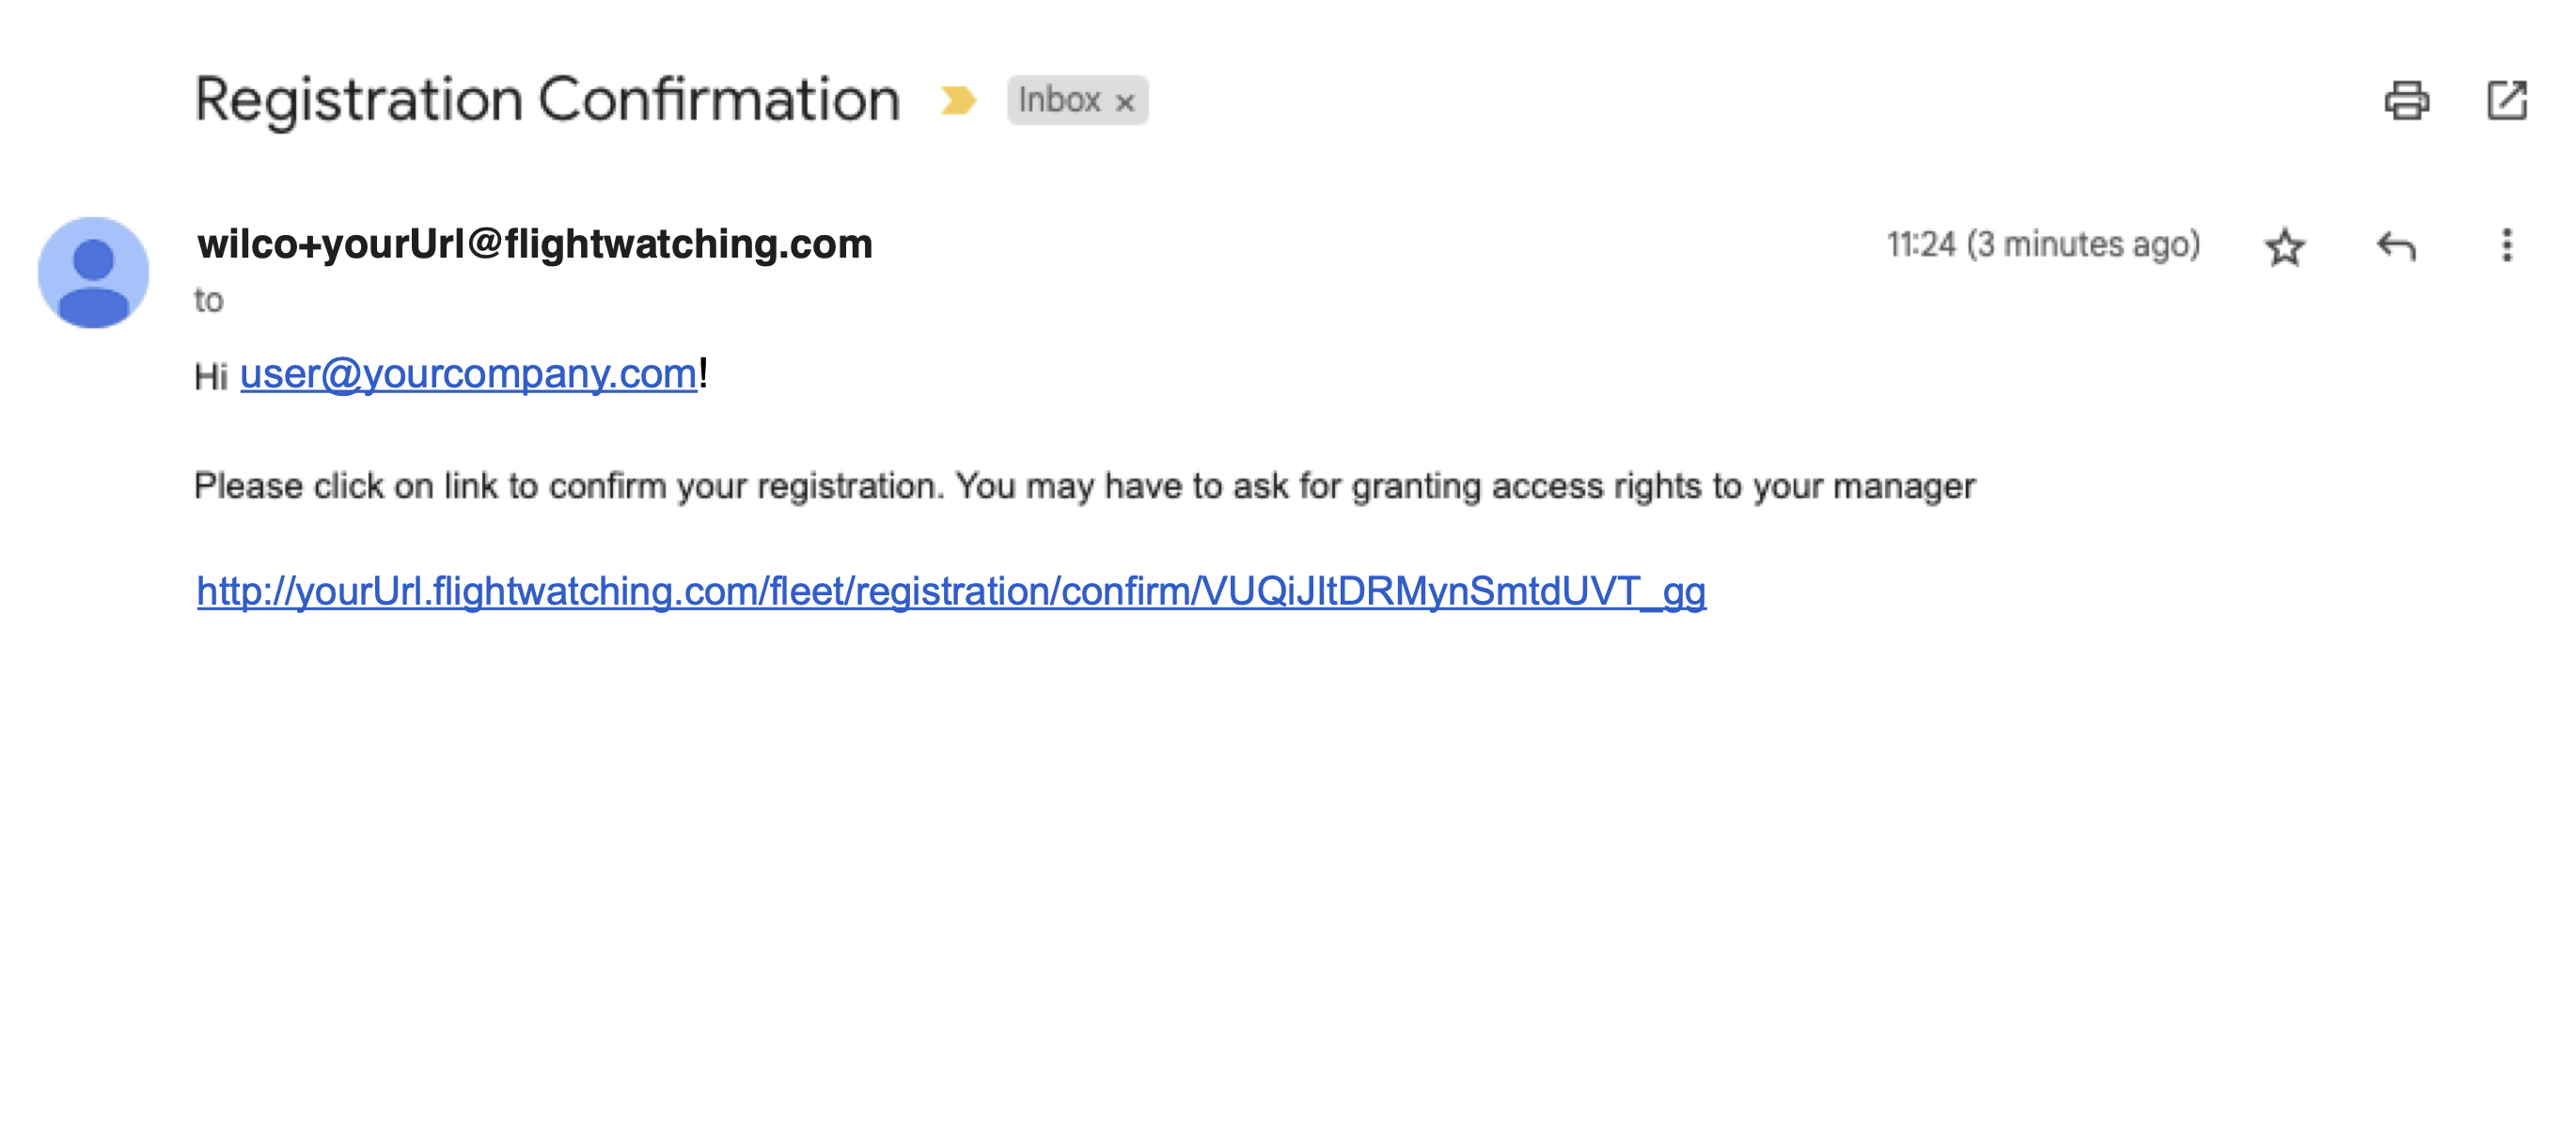 Registration Confirmation Inbox ×
wilco+yourUrl@flightwatching.com 11:24 (3 minutes ago)
to
Hi user@yourcompany.com!
Please click on link to confirm your registration. You may have to ask for granting access rights to your manager
http://yourUrl.flightwatching.com/fleet/registration/confirm/VUQiJItDRMynSmtdUVT_gg